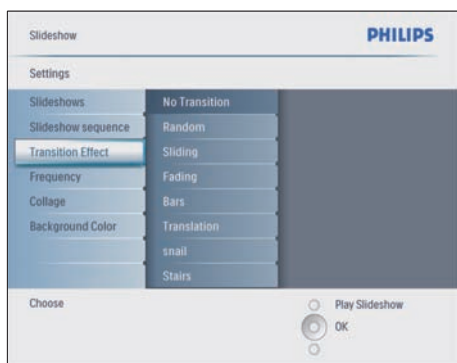 Slideshow
PHILIPS
Settings
Slideshows
No Transition
Slideshow sequence
Random
Transition Effect
Sliding
Frequency
Fading
Collage
Bars
Background Color
Translation
snail
Stairs
Choose
Play Slideshow
OK